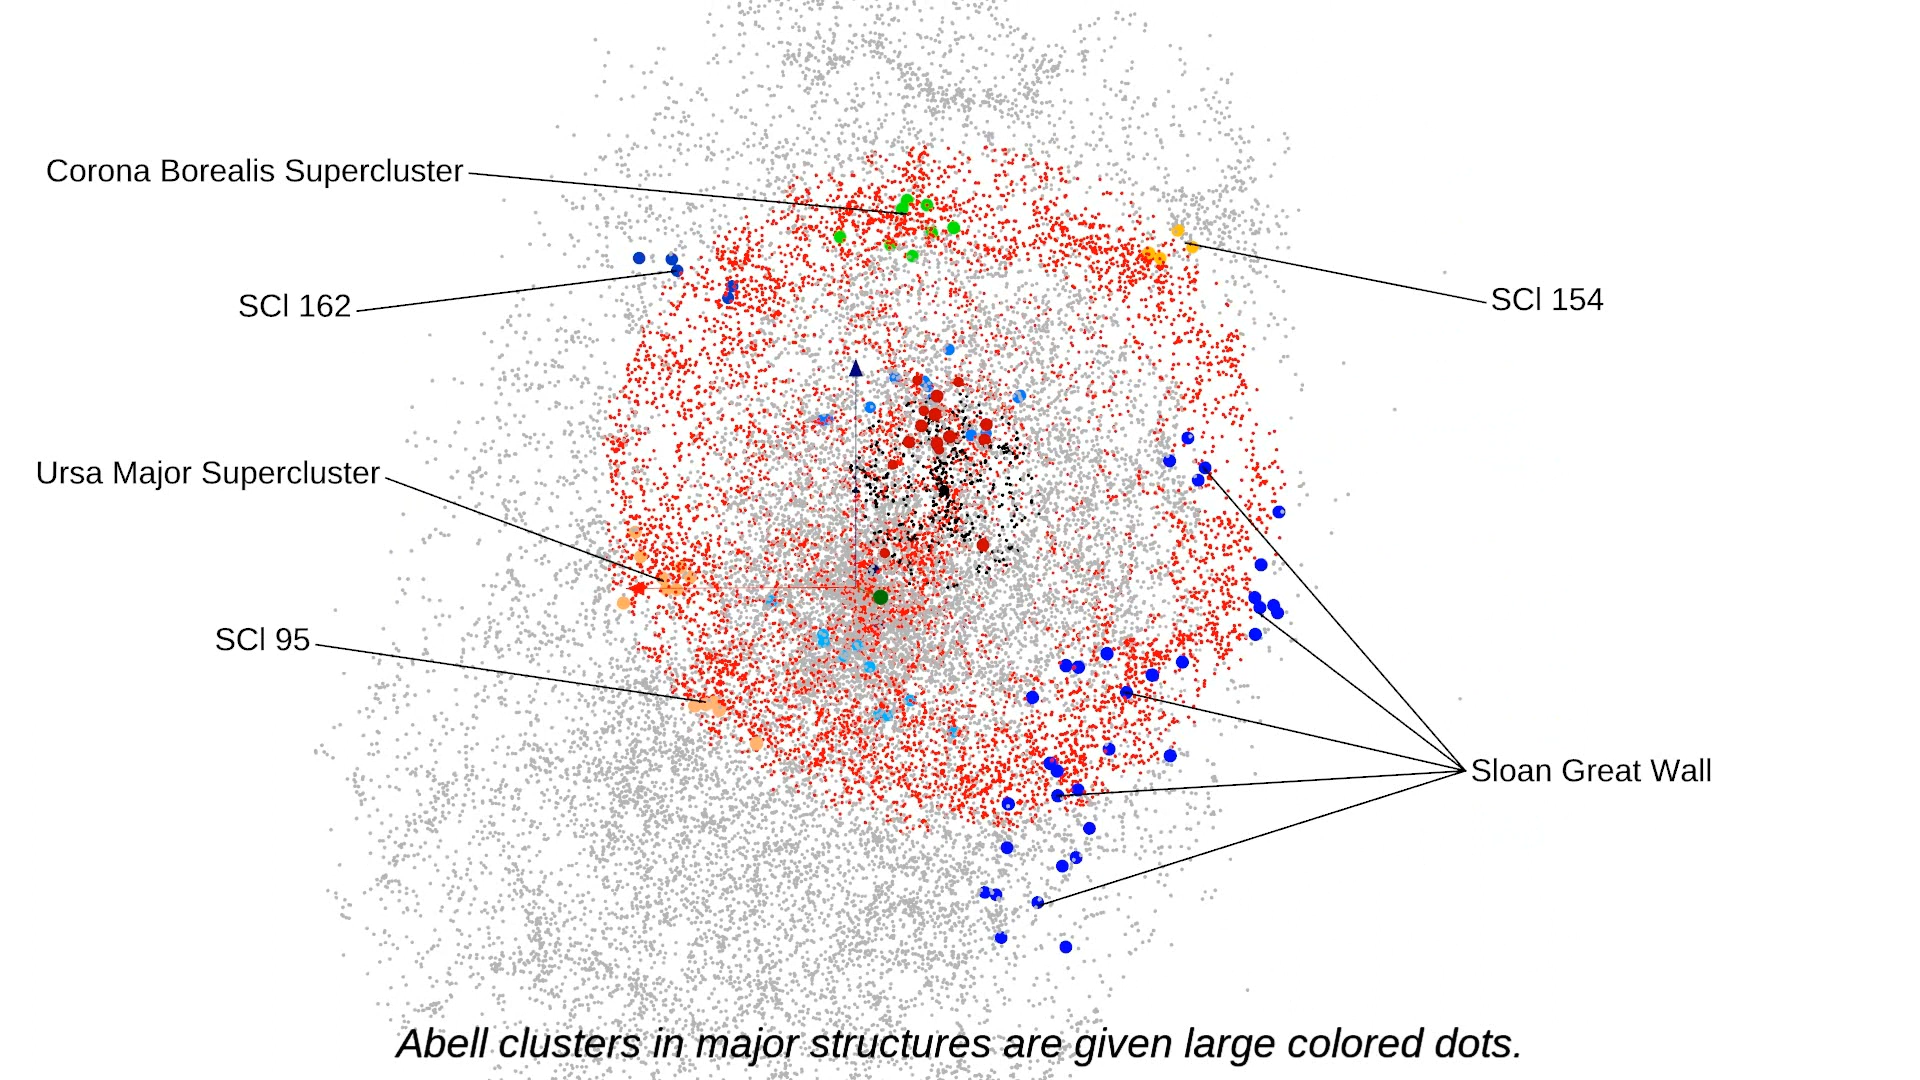 Corona Borealis Supercluster
SCl 162
SCl 154
Ursa Major Supercluster
SCl 95
Sloan Great Wall
Abell clusters in major structures are given large colored dots.